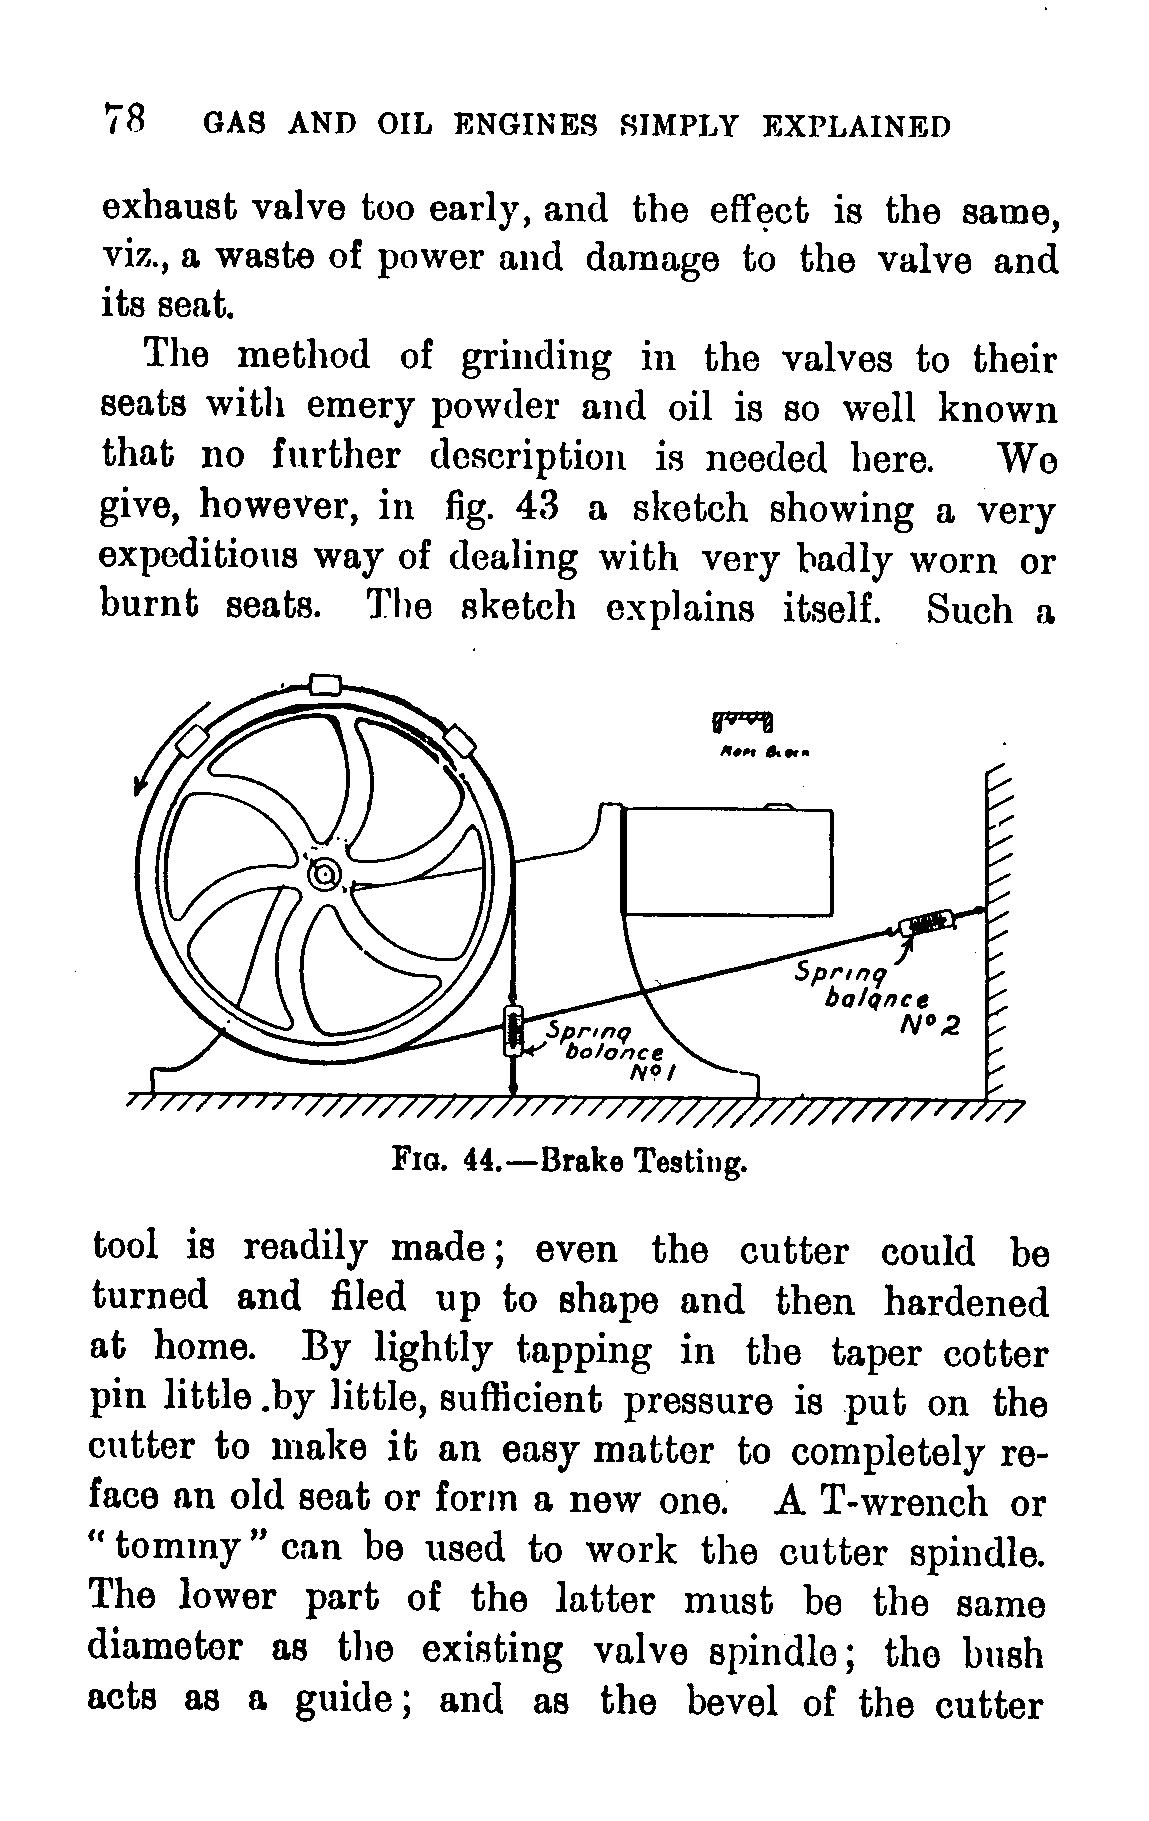 78 GAS AND OIL ENGINES SIMPLY EXPLAINED
exhaust valve too early, and the effect is the same,
viz., a waste of power and damage to the valve and
its seat.
The method of grinding in the valves to their
seats with emery powder and oil is so well known
that no further description is needed here. We
give, however, in fig. 43 a sketch showing a very
expeditious way of dealing with very badly worn or
burnt seats. The sketch explains itself. Such a
Spring
balance
No 2
Spring
balance
No 1
FIG. 44.—Brake Testing.
tool is readily made; even the cutter could be
turned and filed up to shape and then hardened
at home. By lightly tapping in the taper cotter
pin little by little, sufficient pressure is put on the
cutter to make it an easy matter to completely re-
face an old seat or form a new one. A T-wrench or
"tommy" can be used to work the cutter spindle.
The lower part of the latter must be the same
diameter as the existing valve spindle; the bush
acts as a guide; and as the bevel of the cutter